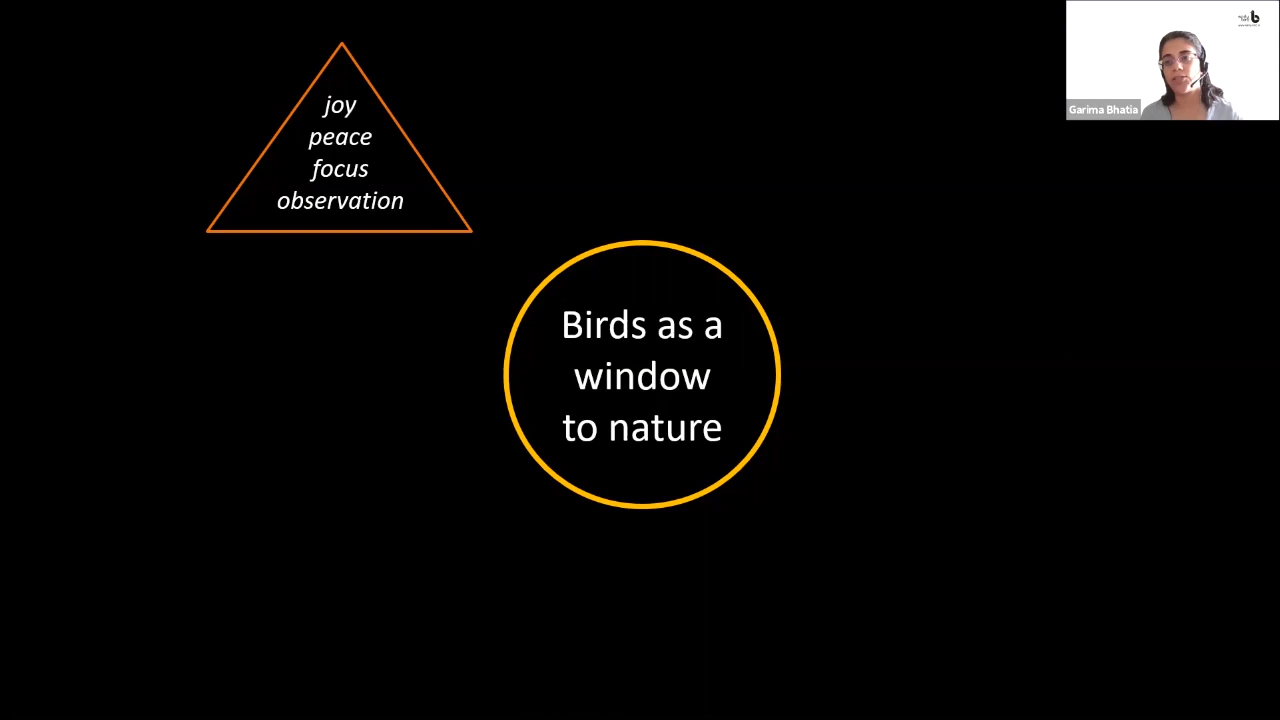 joy
peace
focus
observation
Birds as a
window
to nature
Garima Bhatia